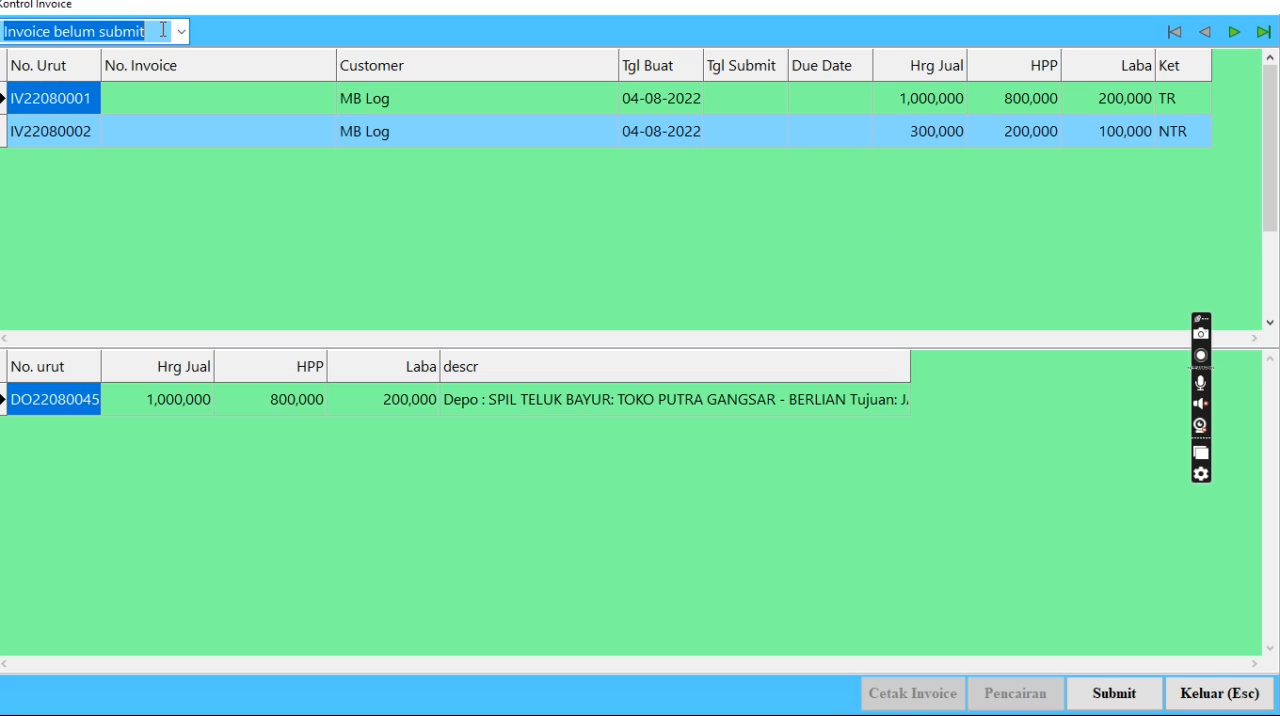 Kontrol Invoice
Invoice belum submit
No. Urut No. Invoice Customer Tgl Buat Tgl Submit Due Date Hrg Jual HPP Laba Ket
IV22080001 MB Log 04-08-2022 1,000,000 800,000 200,000 TR
IV22080002 MB Log 04-08-2022 300,000 200,000 100,000 NTR
No. urut Hrg Jual HPP Laba descr
DO22080045 1,000,000 800,000 200,000 Depo : SPIL TELUK BAYUR: TOKO PUTRA GANGSAR - BERLIAN Tujuan:
Cetak Invoice Pencairan Submit Keluar (Esc)